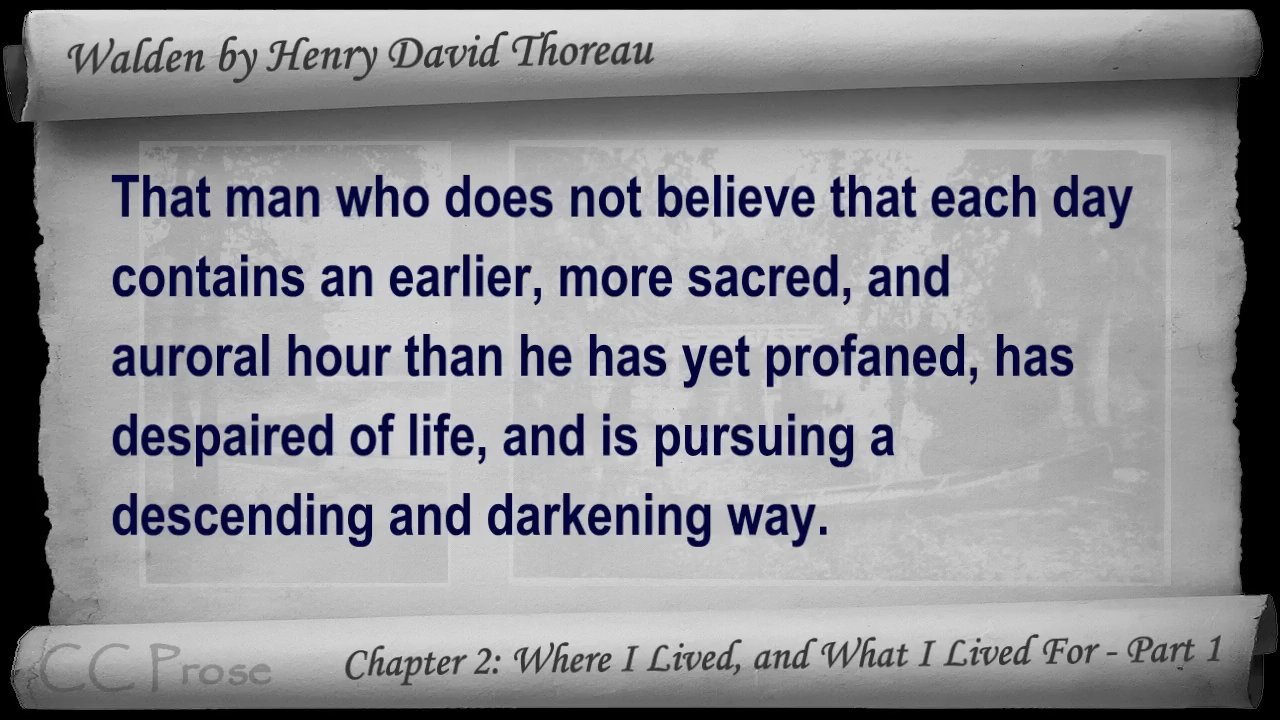 Walden by Henry David Thoreau
That man who does not believe that each day
contains an earlier, more sacred, and
auroral hour than he has yet profaned, has
despaired of life, and is pursuing a
descending and darkening way.
CC Prose
Chapter 2: Where I Lived, and What I Lived For - Part 1